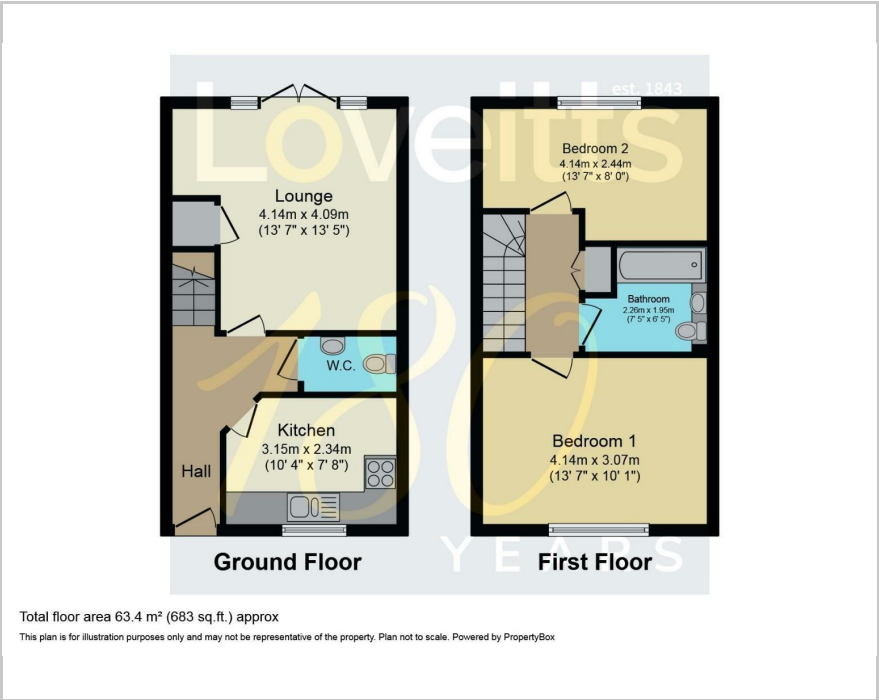 est. 1843
Loveitts
Lounge
4.14m x 4.09m
(13' 7" x 13' 5")
W.C.
Kitchen
3.15m x 2.34m
(10' 4" x 7' 8")
Hall
Ground Floor
Bedroom 2
4.14m x 2.44m
(13' 7" x 8' 0")
Bathroom
2.26m x 1.95m
(7' 5" x 6' 5")
Bedroom 1
4.14m x 3.07m
(13' 7" x 10' 1")
First Floor
180
YEARS
Total floor area 63.4 m² (683 sq.ft.) approx
This plan is for illustration purposes only and may not be representative of the property. Plan not to scale. Powered by PropertyBox